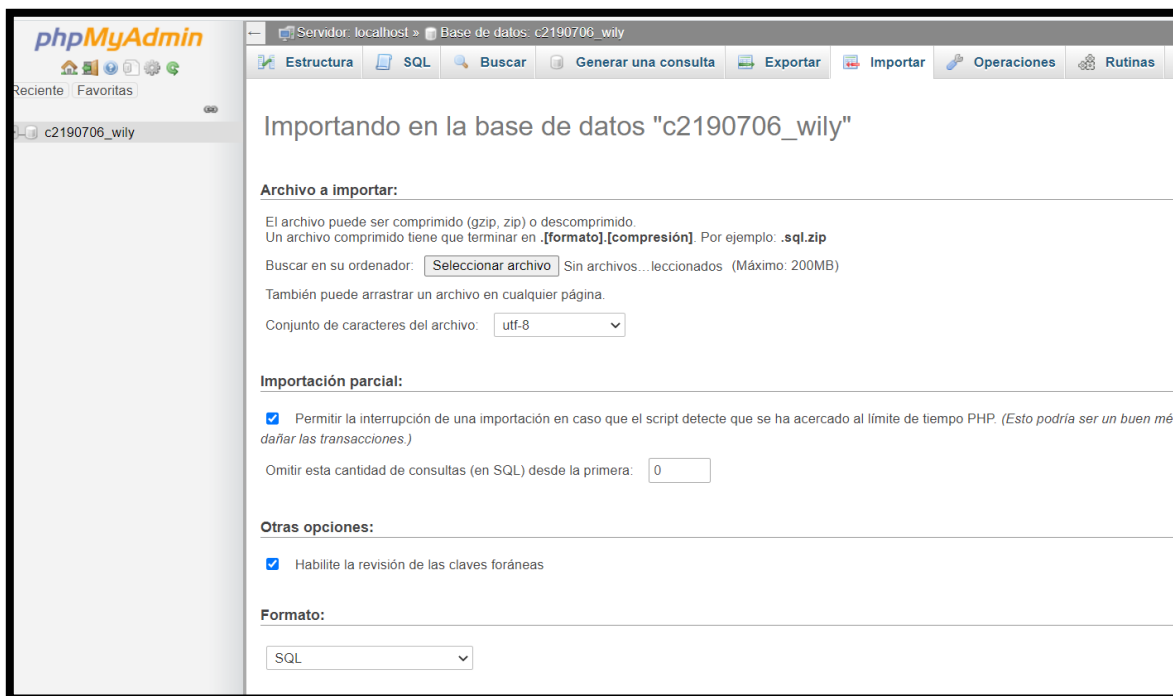 phpMyAdmin
Reciente Favoritas
c2190706_wily
Servidor: localhost » Base de datos: c2190706_wily
Estructura SQL Buscar Generar una consulta Exportar Importar Operaciones Rutinas
Importando en la base de datos "c2190706_wily"
Archivo a importar:
El archivo puede ser comprimido (gzip, zip) o descomprimido.
Un archivo comprimido tiene que terminar en .[formato].[compresión]. Por ejemplo: .sql.zip
Buscar en su ordenador: Seleccionar archivo Sin archivos…leccionados (Máximo: 200MB)
También puede arrastrar un archivo en cualquier página.
Conjunto de caracteres del archivo: utf-8
Importación parcial:
Permitir la interrupción de una importación en caso que el script detecte que se ha acercado al límite de tiempo PHP. (Esto podría ser un buen mé
dañar las transacciones.)
Omitir esta cantidad de consultas (en SQL) desde la primera: 0
Otras opciones:
Habilite la revisión de las claves foráneas
Formato:
SQL